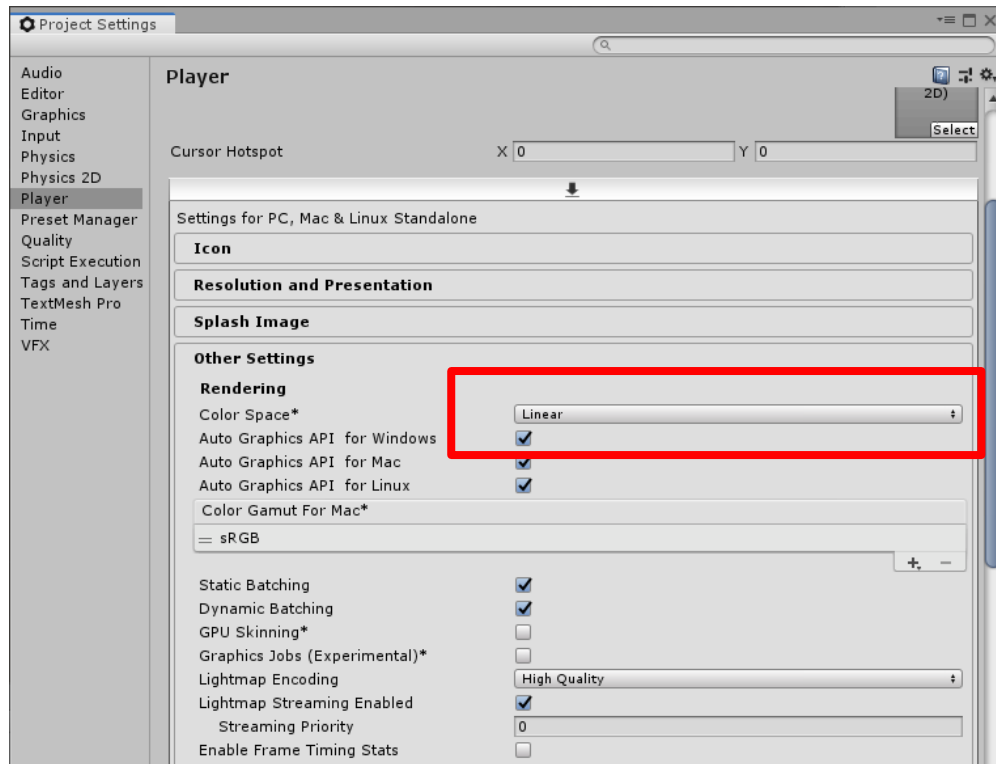 Project Settings
Audio
Editor
Graphics
Input
Physics
Physics 2D
Player
Preset Manager
Quality
Script Execution
Tags and Layers
TextMesh Pro
Time
VFX
Player
2D)
Select
Cursor Hotspot X 0 Y 0
Settings for PC, Mac & Linux Standalone
Icon
Resolution and Presentation
Splash Image
Other Settings
Rendering
Color Space* Linear
Auto Graphics API for Windows
Auto Graphics API for Mac
Auto Graphics API for Linux
Color Gamut For Mac*
sRGB
Static Batching
Dynamic Batching
GPU Skinning*
Graphics Jobs (Experimental)*
Lightmap Encoding High Quality
Lightmap Streaming Enabled
Streaming Priority 0
Enable Frame Timing Stats